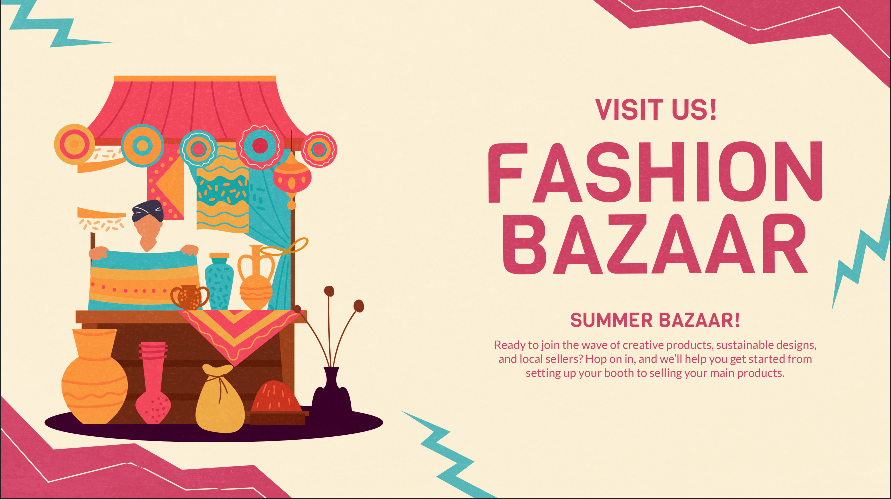 VISIT US!
FASHION
BAZAAR
SUMMER BAZAAR!
Ready to join the wave of creative products, sustainable designs,
and local sellers? Hop on in, and we'll help you get started from
setting up your booth to selling your main products.